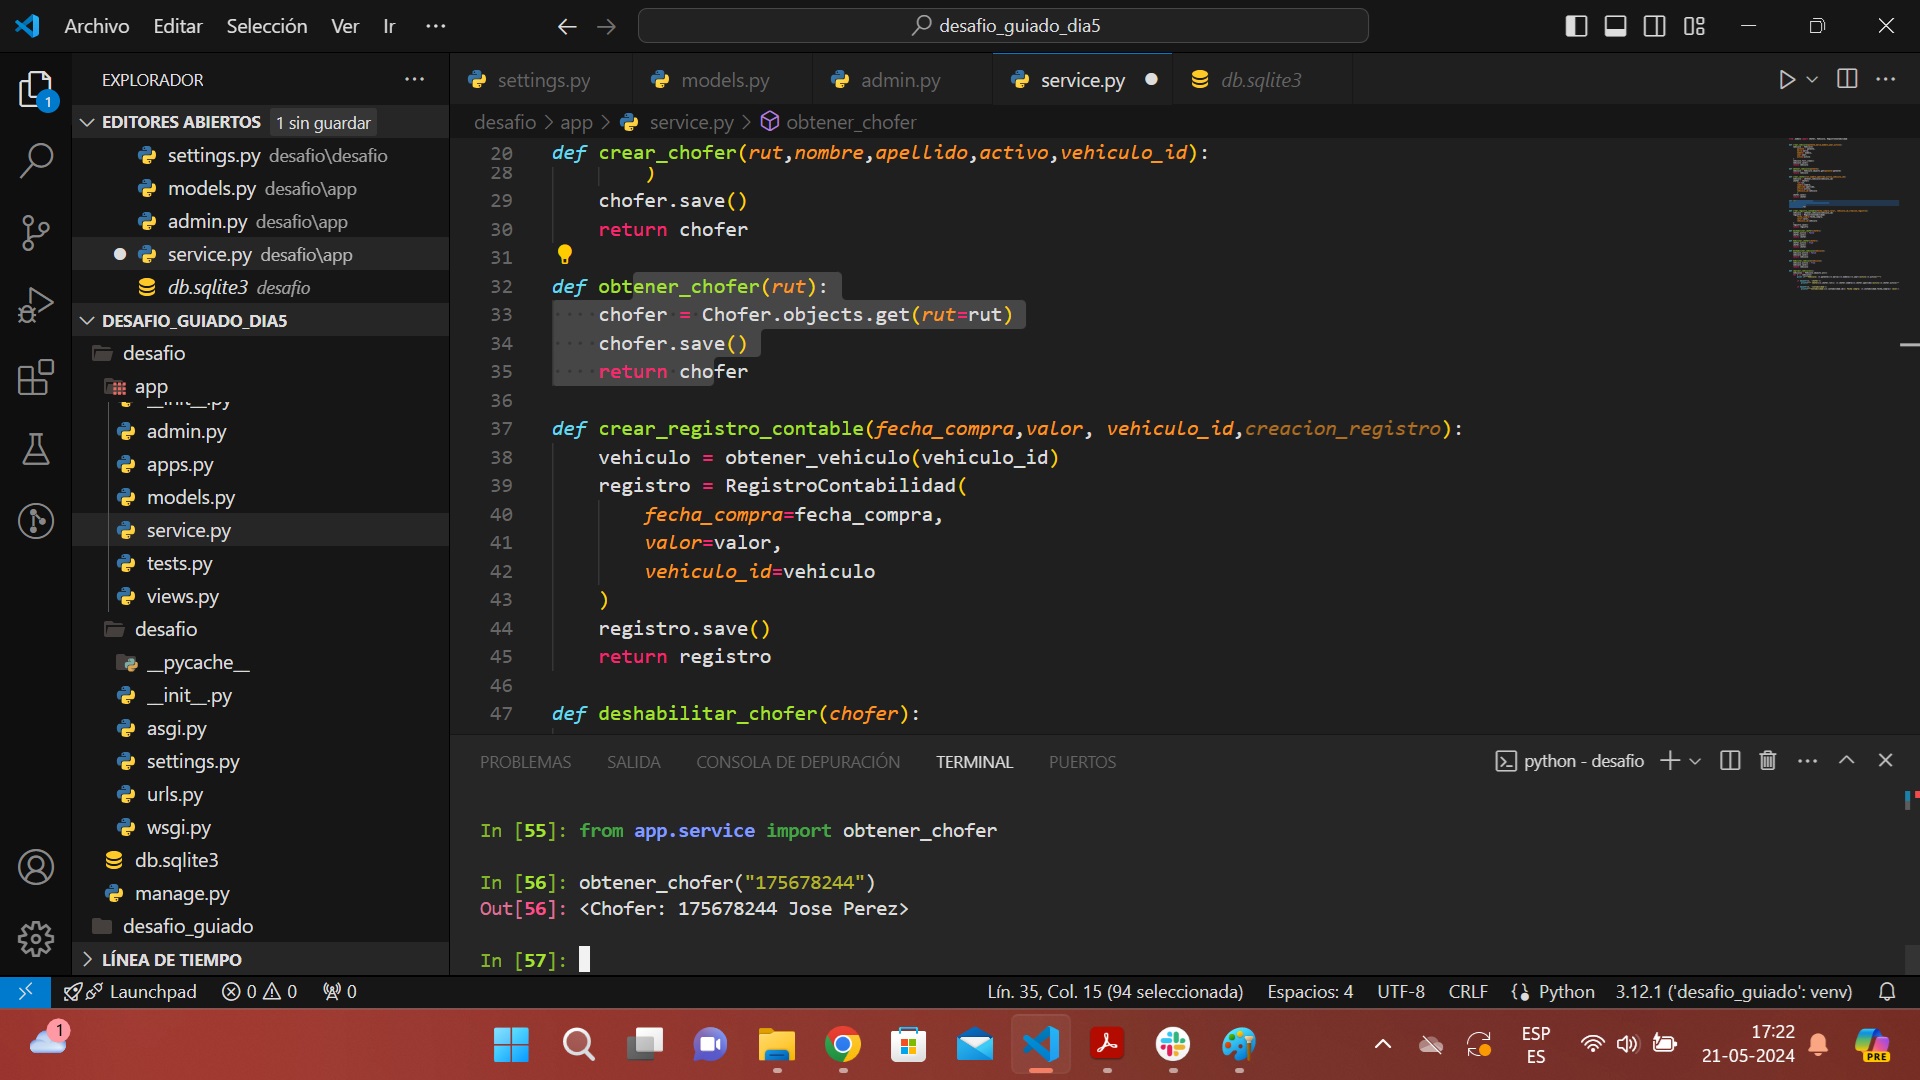 Archivo Editar Selección Ver Ir ···
desafio_guiado_dia5
EXPLORADOR
EDITORES ABIERTOS 1 sin guardar
settings.py desafio\desafio
models.py desafio\app
admin.py desafio\app
service.py desafio\app
db.sqlite3 desafio
DESAFIO_GUIADO_DIA5
desafio
app
__init__.py
admin.py
apps.py
models.py
service.py
tests.py
views.py
desafio
__pycache__
__init__.py
asgi.py
settings.py
urls.py
wsgi.py
db.sqlite3
manage.py
desafio_guiado
LÍNEA DE TIEMPO
1
settings.py models.py admin.py service.py db.sqlite3
desafio > app > service.py > obtener_chofer
20 def crear_chofer(rut,nombre,apellido,activo,vehiculo_id):
28 )
29 chofer.save()
30 return chofer
31
32 def obtener_chofer(rut):
33 chofer = Chofer.objects.get(rut=rut)
34 chofer.save()
35 return chofer
36
37 def crear_registro_contable(fecha_compra,valor, vehiculo_id,creacion_registro):
38 vehiculo = obtener_vehiculo(vehiculo_id)
39 registro = RegistroContabilidad(
40 fecha_compra=fecha_compra,
41 valor=valor,
42 vehiculo_id=vehiculo
43 )
44 registro.save()
45 return registro
46
47 def deshabilitar_chofer(chofer):
PROBLEMAS SALIDA CONSOLA DE DEPURACIÓN TERMINAL PUERTOS
python - desafio
In [55]: from app.service import obtener_chofer
In [56]: obtener_chofer("175678244")
Out[56]: <Chofer: 175678244 Jose Perez>
In [57]:
Launchpad 0 0 0
Lín. 35, Col. 15 (94 seleccionada) Espacios: 4 UTF-8 CRLF Python 3.12.1 ('desafio_guiado': venv)
1
ESP
ES
17:22
21-05-2024
PRE